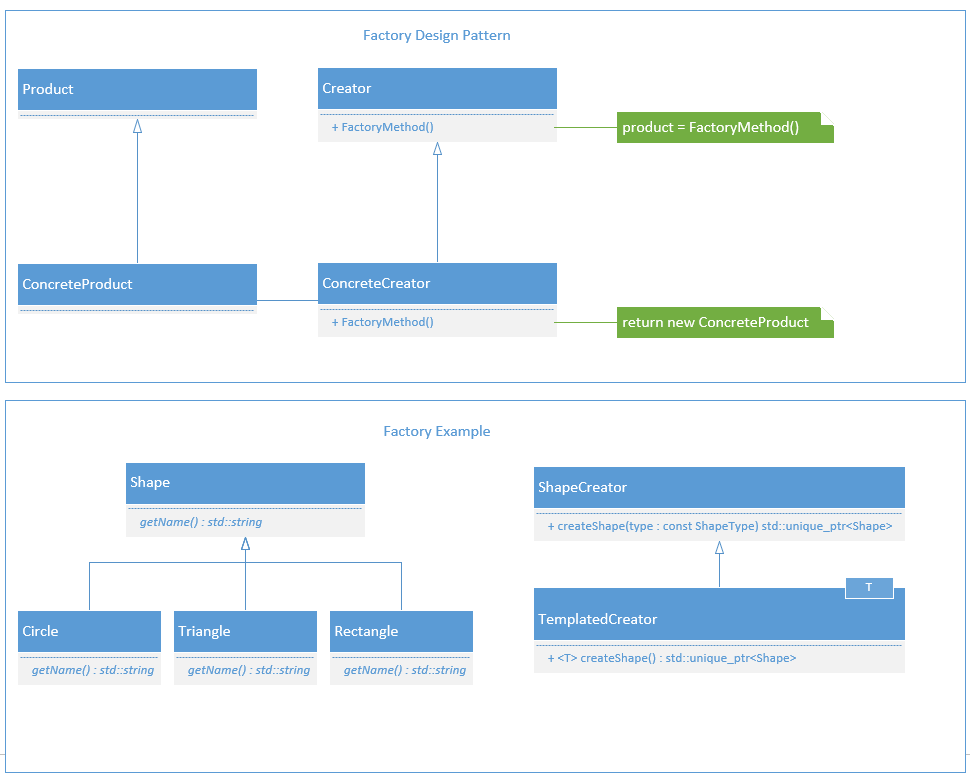 Factory Design Pattern
Product
Creator
+ FactoryMethod()
product = FactoryMethod()
ConcreteProduct
ConcreteCreator
+ FactoryMethod()
return new ConcreteProduct
Factory Example
Shape
getName() : std::string
ShapeCreator
+ createShape(type : const ShapeType) std::unique_ptr<Shape>
T
TemplatedCreator
+ <T> createShape() : std::unique_ptr<Shape>
Circle
getName() : std::string
Triangle
getName() : std::string
Rectangle
getName() : std::string